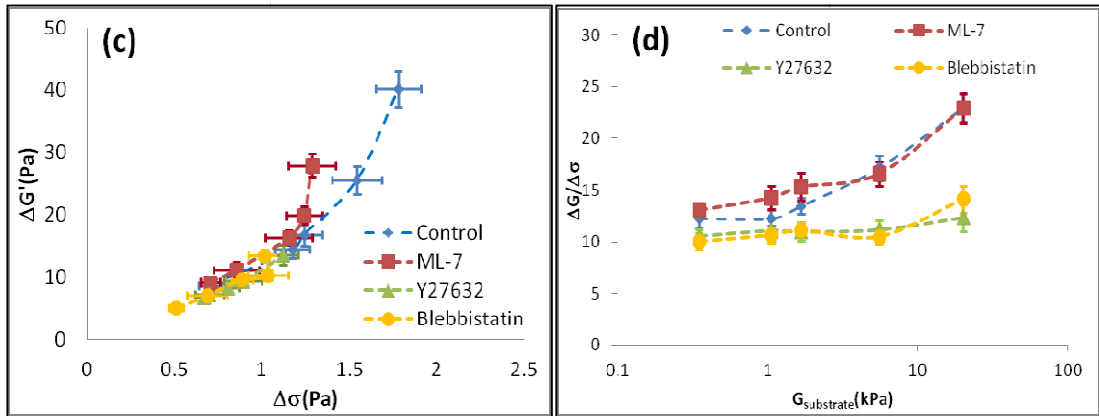 (c)
50
40
30
20
10
0
ΔG'(Pa)
Control
ML-7
Y27632
Blebbistatin
0 0.5 1 1.5 2 2.5
Δσ(Pa)
(d)
Control ML-7
Y27632 Blebbistatin
30
25
20
15
10
5
0
ΔG/Δσ
0.1 1 10 100
Gsubstrate(kPa)